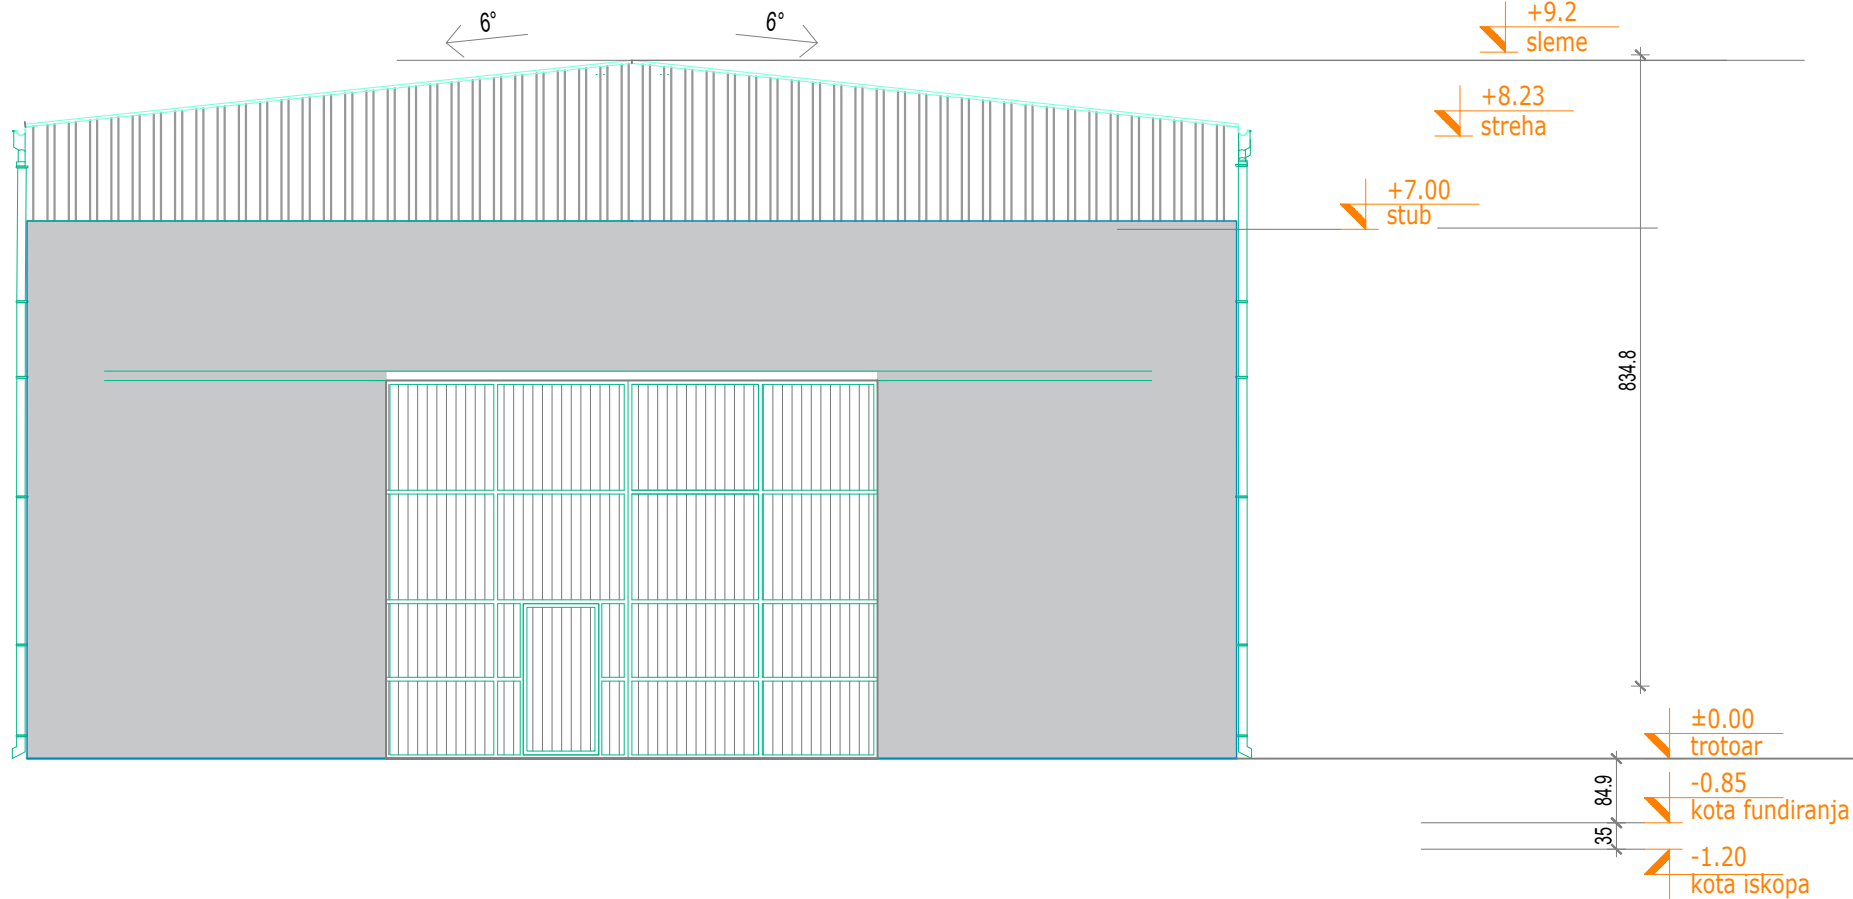 6°
6°
+9.2
sleme
+8.23
streha
+7.00
stub
834.8
±0.00
trotoar
84.9
-0.85
kota fundiranja
35
-1.20
kota iskopa